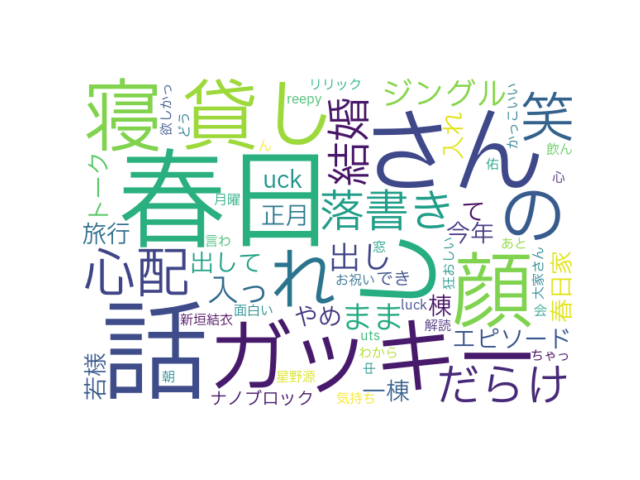 寝
貸し
リリック
reepy
ジングル
欲しかっ
どう
ん
結婚
さん
入れ
かっこいい
笑
飲ん
トーク
春日
uck
月曜
正月
落書き
て
佑
心
の
旅行
言わ
れ
つ
今年
窓
あと
心配
出して
出し
お祝い
でき
狂おしい
顔
会
大家さん
春日家
入っ
話
新垣結衣
面白い
やめ
まま
luck
棟
解読
エピソード
uts
わから
ガッキー
ちゃっ
若様
朝
星野源
中
一棟
だらけ
ナノブロック
気持ち